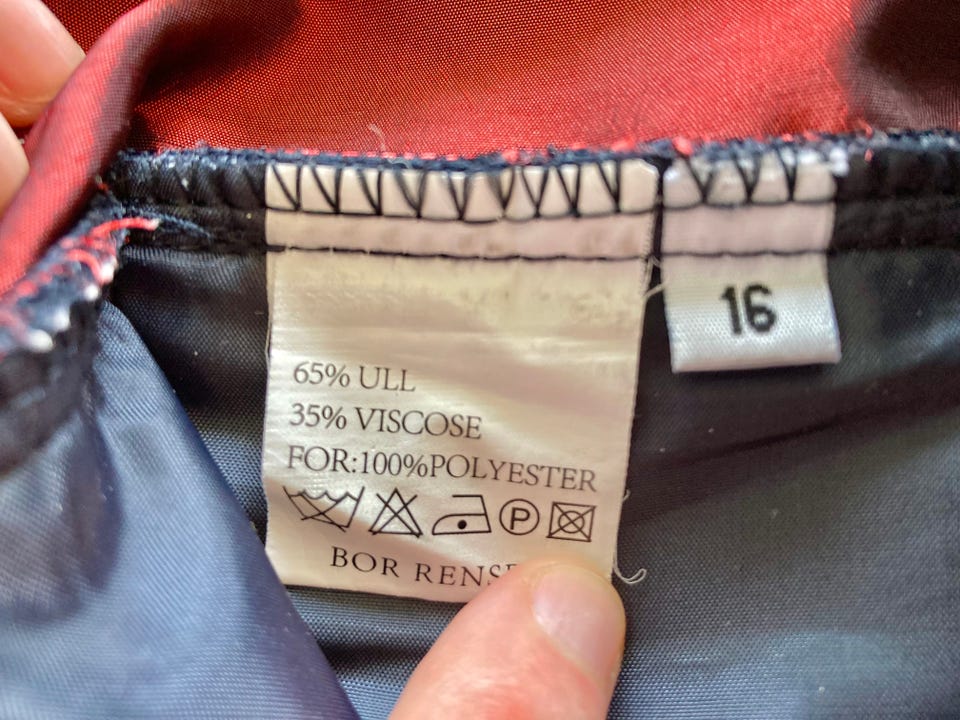 65% ULL
35% VISCOSE
FOR:100%POLYESTER
P
BOR
16